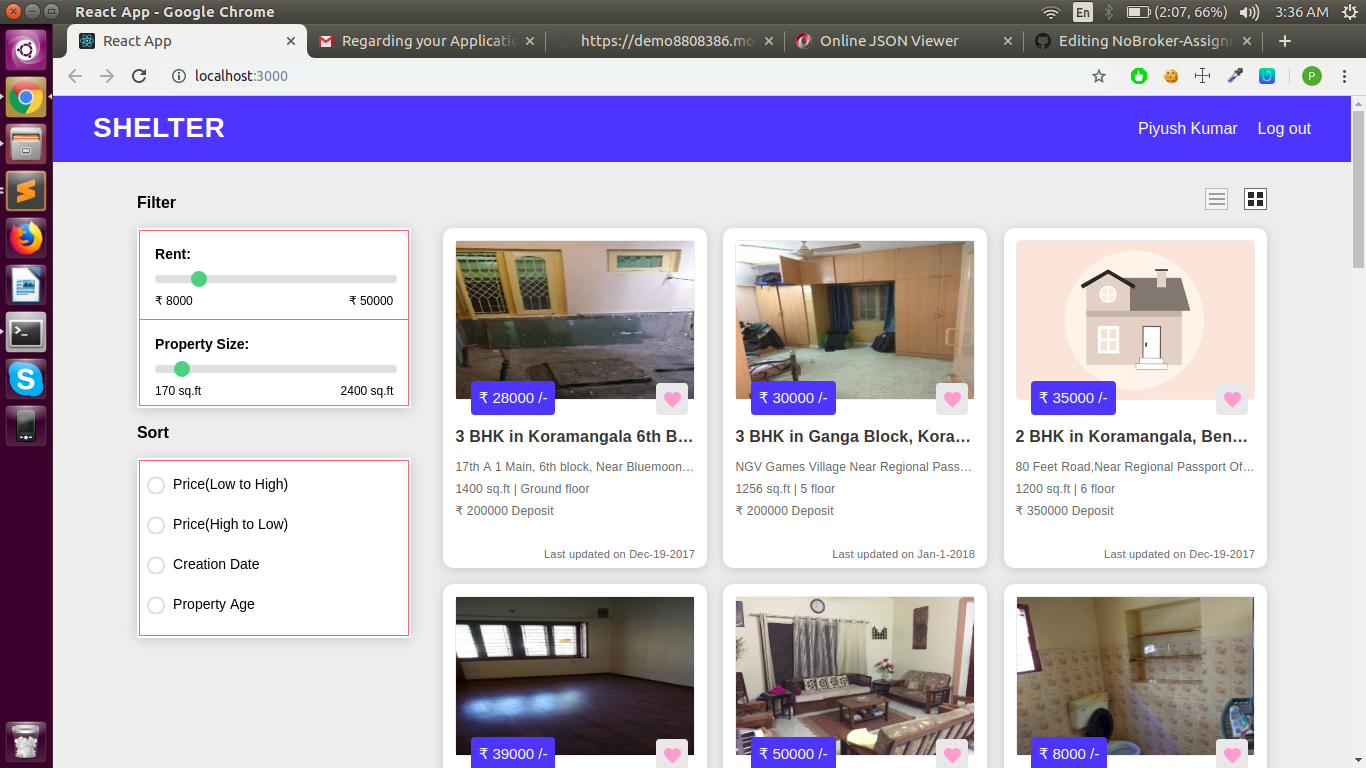 React App - Google Chrome
En
(2:07, 66%)
3:36 AM
React App
Regarding your Applicati
https://demo8808386.mo
Online JSON Viewer
Editing NoBroker-Assign
localhost:3000
P
SHELTER
Piyush Kumar
Log out
Filter
Rent:
₹ 8000
₹ 50000
Property Size:
170 sq.ft
2400 sq.ft
Sort
Price(Low to High)
Price(High to Low)
Creation Date
Property Age
₹ 28000 /-
3 BHK in Koramangala 6th B...
17th A 1 Main, 6th block, Near Bluemoon...
1400 sq.ft | Ground floor
₹ 200000 Deposit
Last updated on Dec-19-2017
₹ 30000 /-
3 BHK in Ganga Block, Kora...
NGV Games Village Near Regional Pass...
1256 sq.ft | 5 floor
₹ 200000 Deposit
Last updated on Jan-1-2018
₹ 35000 /-
2 BHK in Koramangala, Ben...
80 Feet Road,Near Regional Passport Of...
1200 sq.ft | 6 floor
₹ 350000 Deposit
Last updated on Dec-19-2017
₹ 39000 /-
₹ 50000 /-
₹ 8000 /-